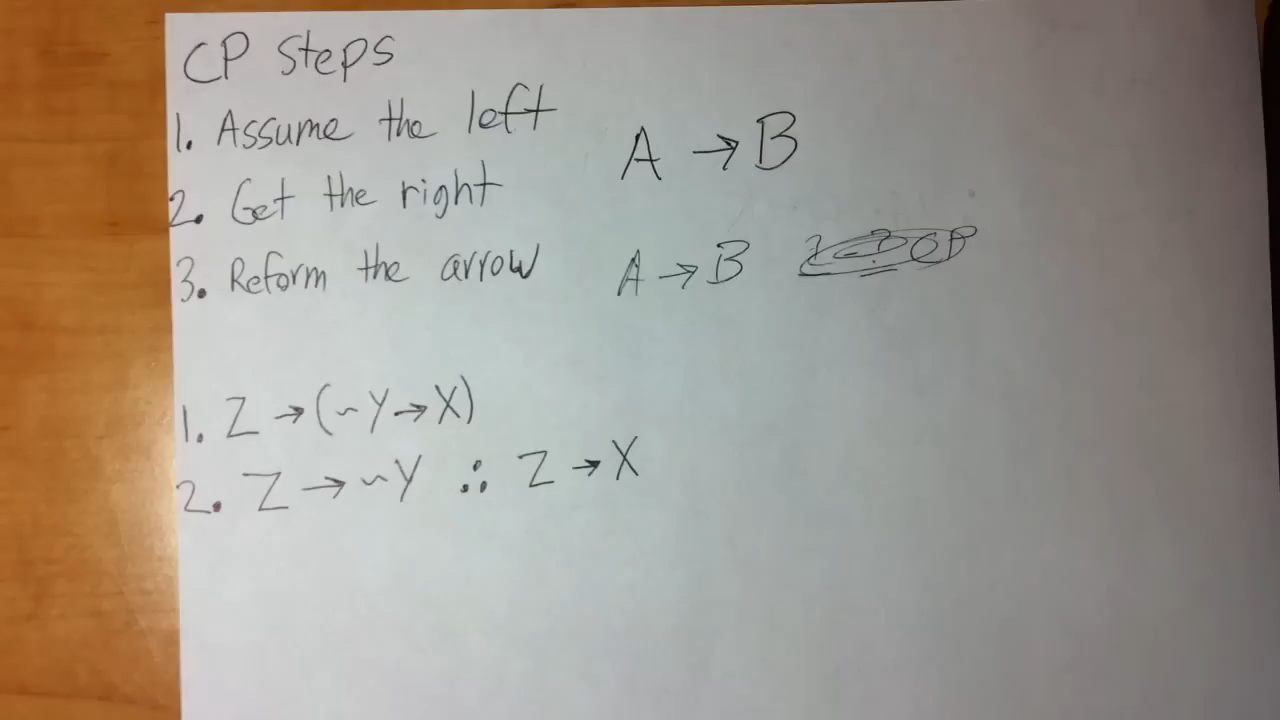 CP Steps
1. Assume the left A → B
2. Get the right
3. Reform the arrow A → B
1. Z → (~Y → X)
2. Z → ~Y ∴ Z → X